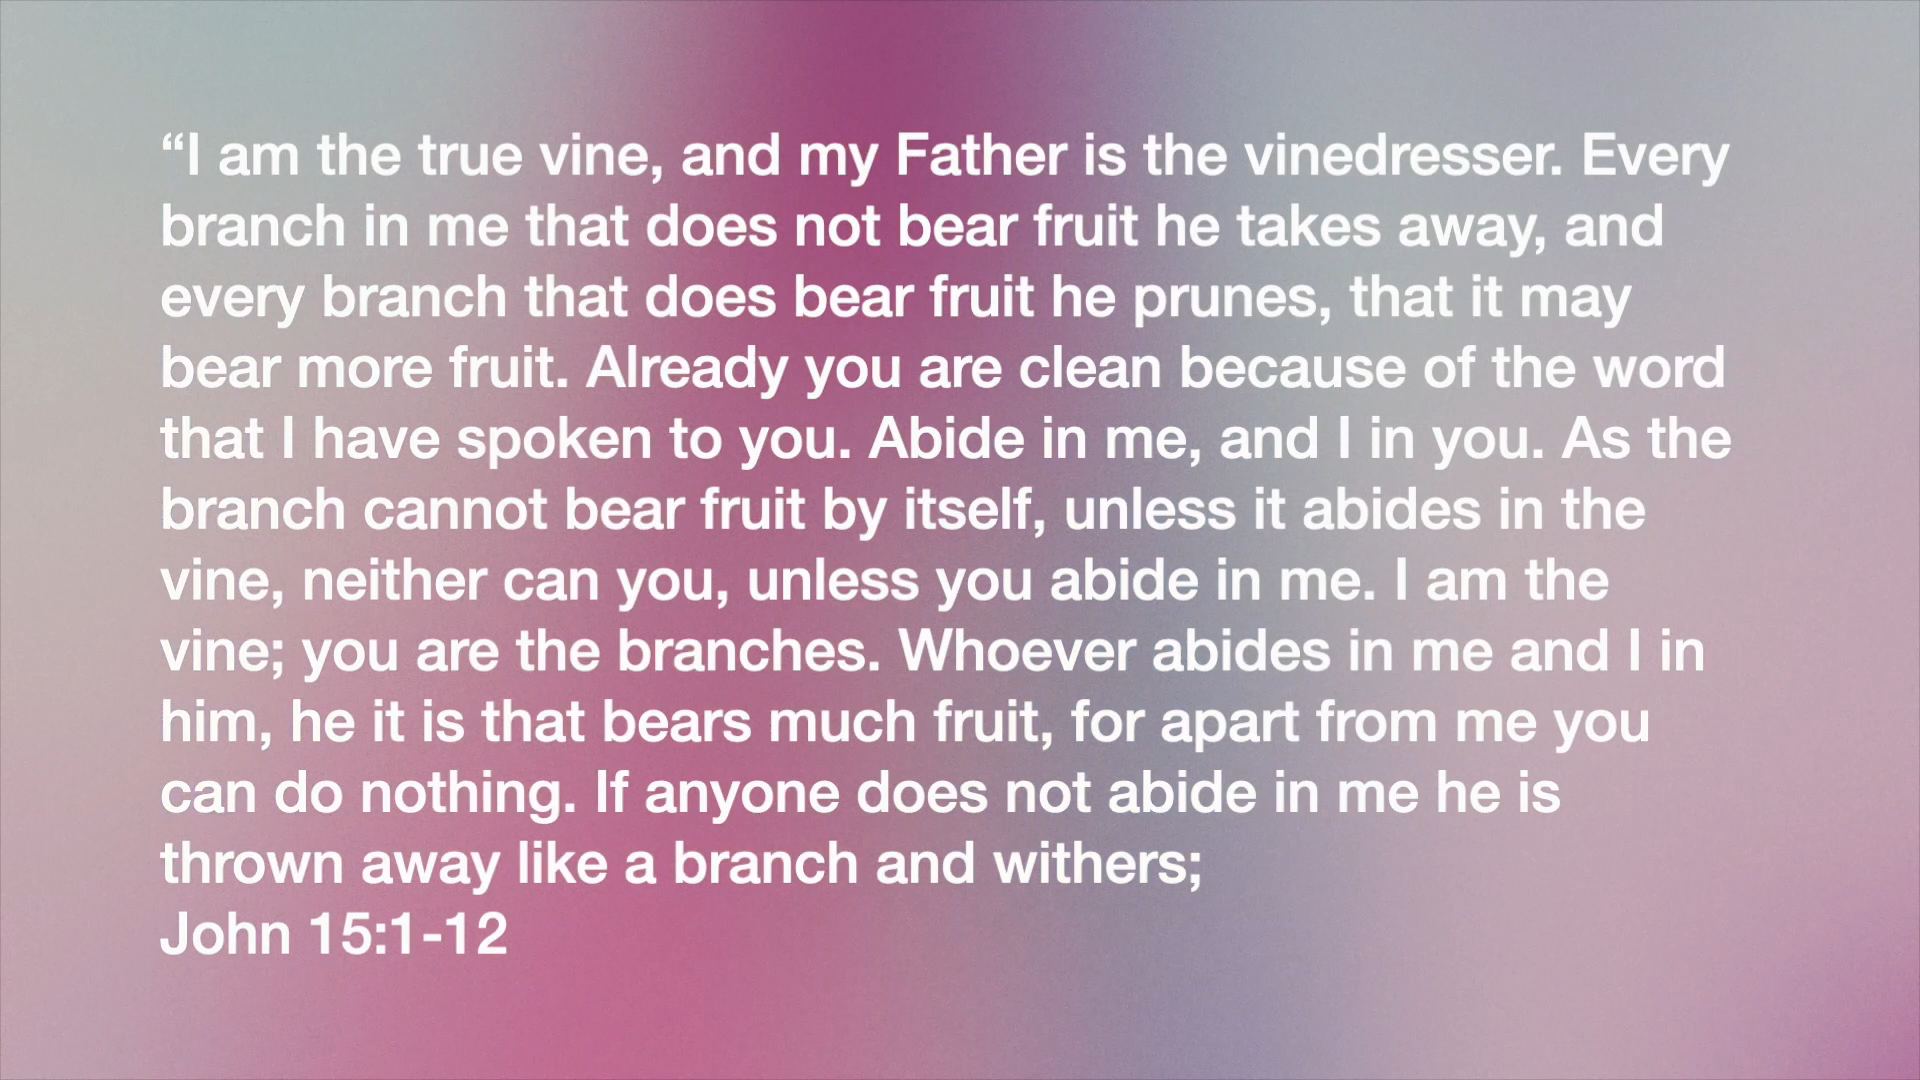 “I am the true vine, and my Father is the vinedresser. Every
branch in me that does not bear fruit he takes away, and
every branch that does bear fruit he prunes, that it may
bear more fruit. Already you are clean because of the word
that I have spoken to you. Abide in me, and I in you. As the
branch cannot bear fruit by itself, unless it abides in the
vine, neither can you, unless you abide in me. I am the
vine; you are the branches. Whoever abides in me and I in
him, he it is that bears much fruit, for apart from me you
can do nothing. If anyone does not abide in me he is
thrown away like a branch and withers;
John 15:1-12